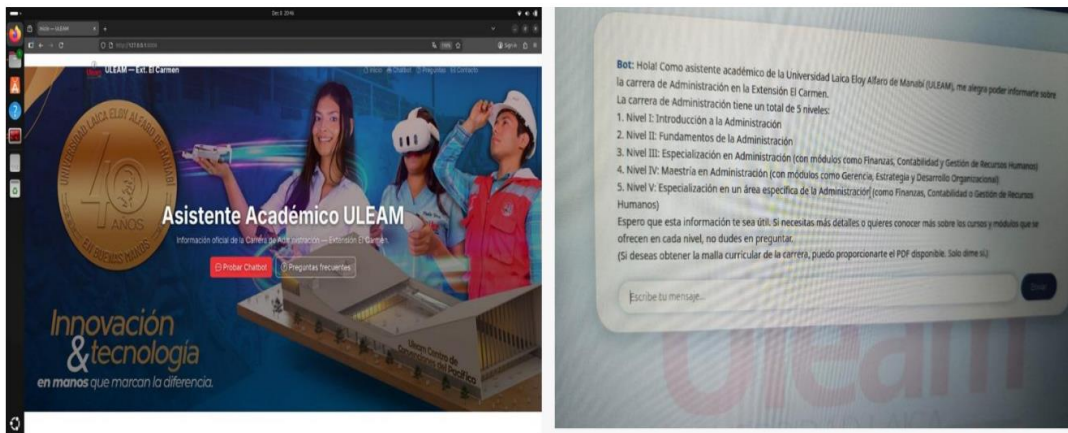 Dec 8 20:46
Inicio — ULEAM
ULEAM — Ext. El Carmen
Inicio Chatbot Preguntas Contacto
UNIVERSIDAD LAICA ELOY ALFARO DE MANABÍ
40
AÑOS
Asistente Académico ULEAM
Información oficial de la Carrera de Administración — Extensión El Carmen.
Probar Chatbot
Preguntas frecuentes
Innovación
& tecnología
en manos que marcan la diferencia.
Uleam Centro de
Convenciones del Pacífico
Bot: Hola! Como asistente académico de la Universidad Laica Eloy Alfaro de Manabí (ULEAM), me alegra poder informarte sobre
la carrera de Administración en la Extensión El Carmen.
La carrera de Administración tiene un total de 5 niveles:
1. Nivel I: Introducción a la Administración
2. Nivel II: Fundamentos de la Administración
3. Nivel III: Especialización en Administración (con módulos como Finanzas, Contabilidad y Gestión de Recursos Humanos)
4. Nivel IV: Maestría en Administración (con módulos como Gerencia, Estrategia y Desarrollo Organizacional)
5. Nivel V: Especialización en un área específica de la Administración (como Finanzas, Contabilidad o Gestión de Recursos
Humanos)
Espero que esta información te sea útil. Si necesitas más detalles o quieres conocer más sobre los cursos y módulos que se
ofrecen en cada nivel, no dudes en preguntar.
(Si deseas obtener la malla curricular de la carrera, puedo proporcionarte el PDF disponible. Solo dime sí.)
Escribe tu mensaje...
Enviar
Uleam